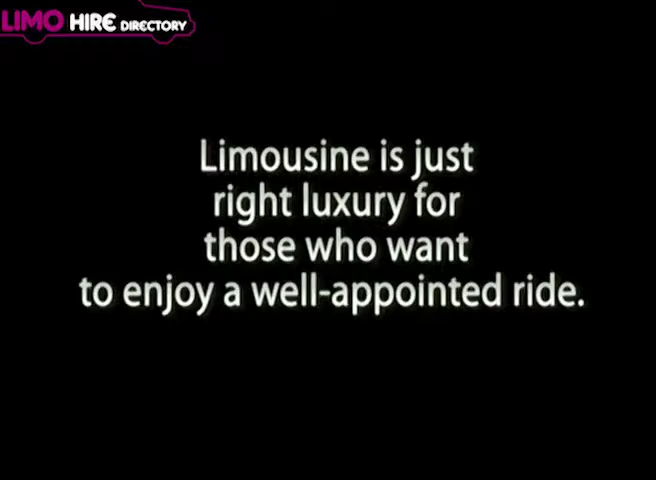 LIMO HIRE DIRECTORY
Limousine is just
right luxury for
those who want
to enjoy a well-appointed ride.